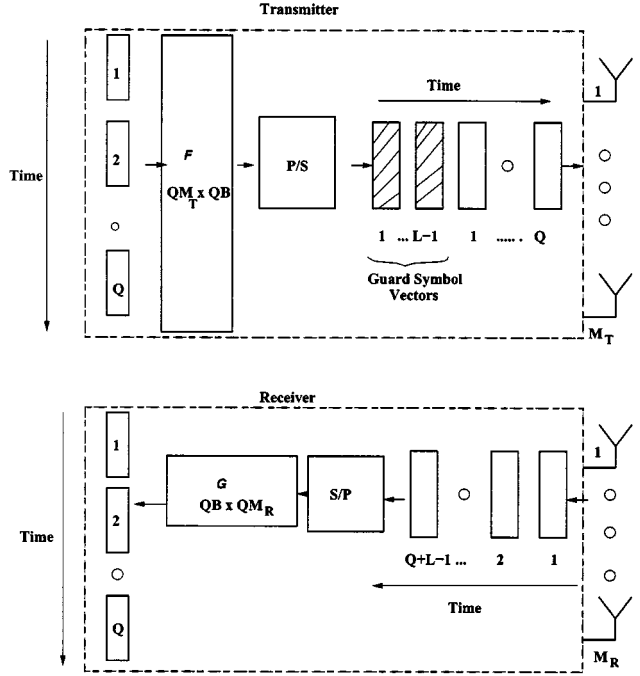 Transmitter
Time
1
2
Q
F
QM_T x QB
P/S
Time
1 ... L−1 1 ..... . Q
Guard Symbol
Vectors
1
M_T
Receiver
Time
1
2
Q
G
QB x QM_R
S/P
Q+L−1 ... 2 1
Time
1
M_R